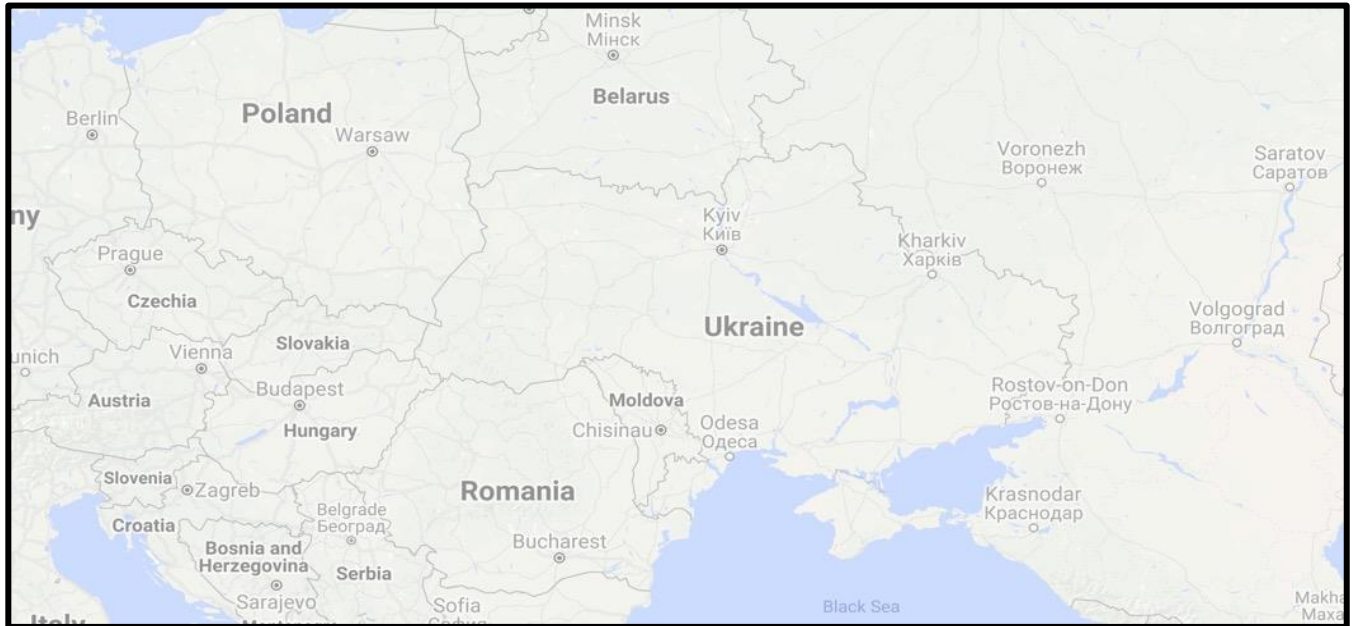 Minsk
Мінск
Belarus
Poland
Berlin
Warsaw
Voronezh
Воронеж
Saratov
Саратов
ny
Kyiv
Київ
Kharkiv
Харків
Prague
Czechia
Ukraine
Volgograd
Волгоград
Slovakia
Vienna
unich
Budapest
Austria
Moldova
Rostov-on-Don
Ростов-на-Дону
Hungary
Chisinau
Odesa
Одеса
Slovenia
Zagreb
Romania
Krasnodar
Краснодар
Belgrade
Београд
Croatia
Bosnia and
Herzegovina
Bucharest
Serbia
Sarajevo
Sofia
Black Sea
Makha
Маха
Italy